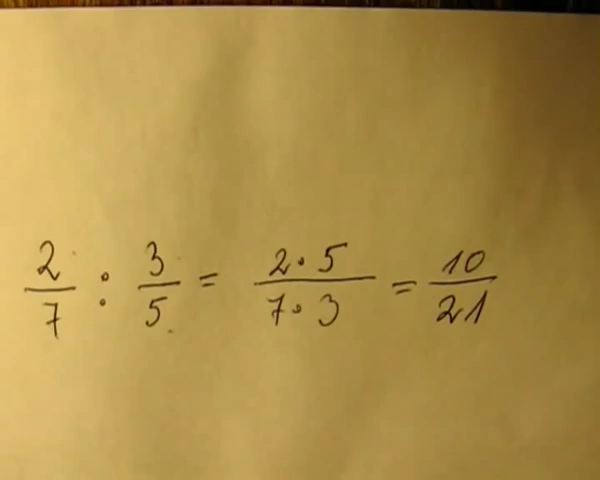 2/7 : 3/5 = 2·5/7·3 = 10/21